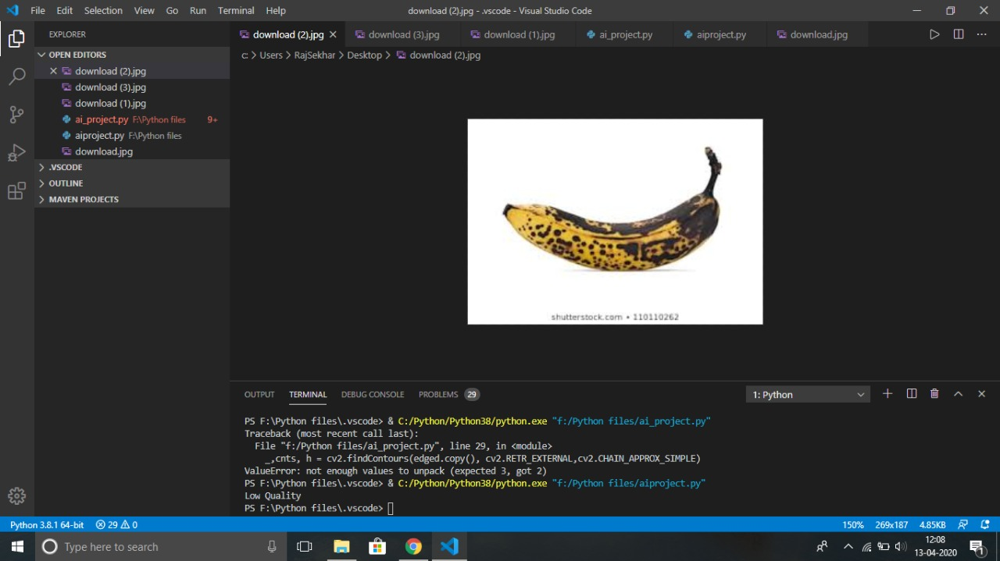 File Edit Selection View Go Run Terminal Help download (2).jpg - .vscode - Visual Studio Code
EXPLORER
download (2).jpg download (3).jpg download (1).jpg ai_project.py aiproject.py download.jpg
OPEN EDITORS
c: > Users > RajSekhar > Desktop > download (2).jpg
download (2).jpg
download (3).jpg
download (1).jpg
ai_project.py F:\Python files 9+
aiproject.py F:\Python files
download.jpg
.VSCODE
OUTLINE
MAVEN PROJECTS
shutterstock.com • 110110262
OUTPUT TERMINAL DEBUG CONSOLE PROBLEMS 29 1: Python
PS F:\Python files\.vscode> & C:/Python/Python38/python.exe "f:/Python files/ai_project.py"
Traceback (most recent call last):
File "f:/Python files/ai_project.py", line 29, in <module>
_,cnts, h = cv2.findContours(edged.copy(), cv2.RETR_EXTERNAL,cv2.CHAIN_APPROX_SIMPLE)
ValueError: not enough values to unpack (expected 3, got 2)
PS F:\Python files\.vscode> & C:/Python/Python38/python.exe "f:/Python files/aiproject.py"
Low Quality
PS F:\Python files\.vscode>
Python 3.8.1 64-bit 29 0 150% 269x187 4.85KB
Type here to search
12:08
13-04-2020
1